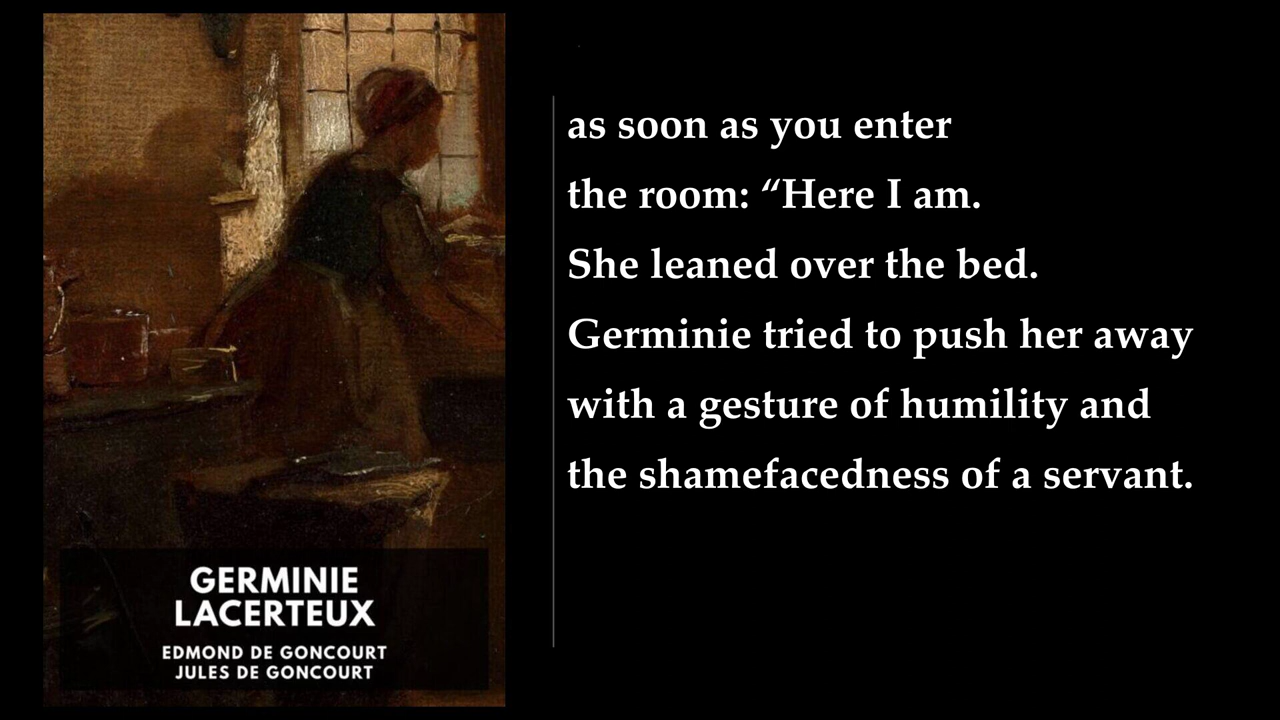 as soon as you enter
the room: “Here I am.
She leaned over the bed.
Germinie tried to push her away
with a gesture of humility and
the shamefacedness of a servant.
GERMINIE
LACERTEUX
EDMOND DE GONCOURT
JULES DE GONCOURT